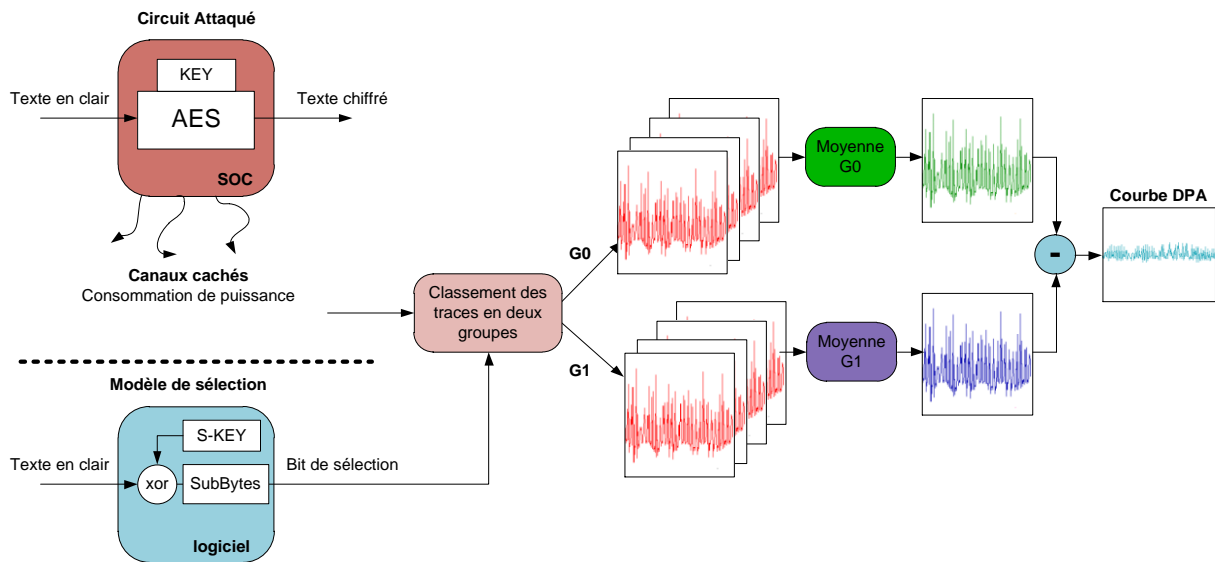 Circuit Attaqué
KEY
Texte en clair
AES
Texte chiffré
SOC
Canaux cachés
Consommation de puissance
Modèle de sélection
S-KEY
Texte en clair
xor
SubBytes
Bit de sélection
logiciel
Classement des
traces en deux
groupes
G0
G1
Moyenne
G0
Moyenne
G1
-
Courbe DPA